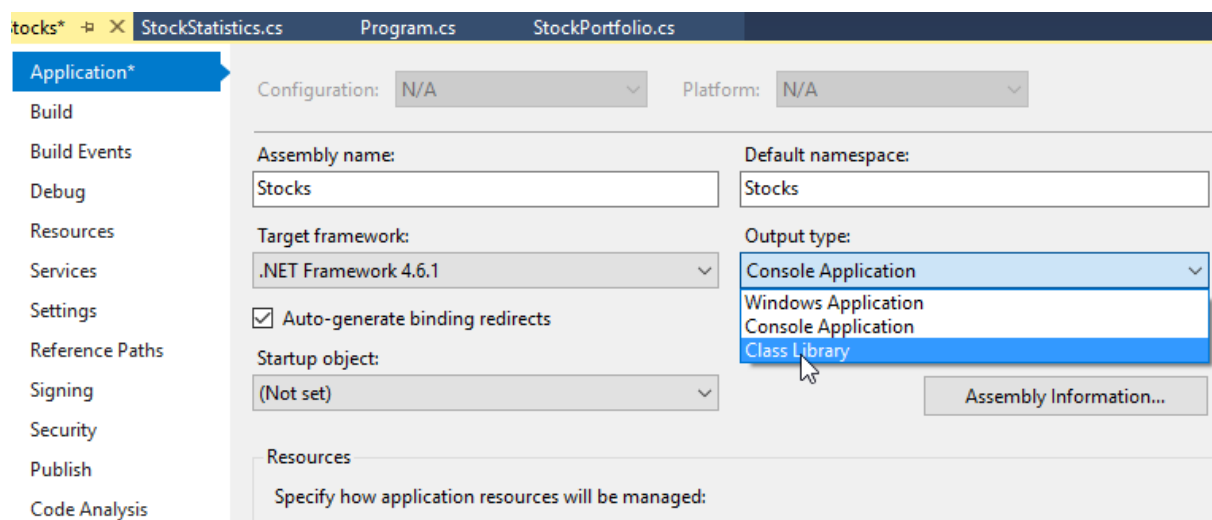 tocks* StockStatistics.cs Program.cs StockPortfolio.cs
Application*
Build
Build Events
Debug
Resources
Services
Settings
Reference Paths
Signing
Security
Publish
Code Analysis
Configuration: N/A Platform: N/A
Assembly name: Default namespace:
Stocks Stocks
Target framework: Output type:
.NET Framework 4.6.1 Console Application
Windows Application
Console Application
Class Library
Auto-generate binding redirects
Startup object:
(Not set) Assembly Information...
Resources
Specify how application resources will be managed: